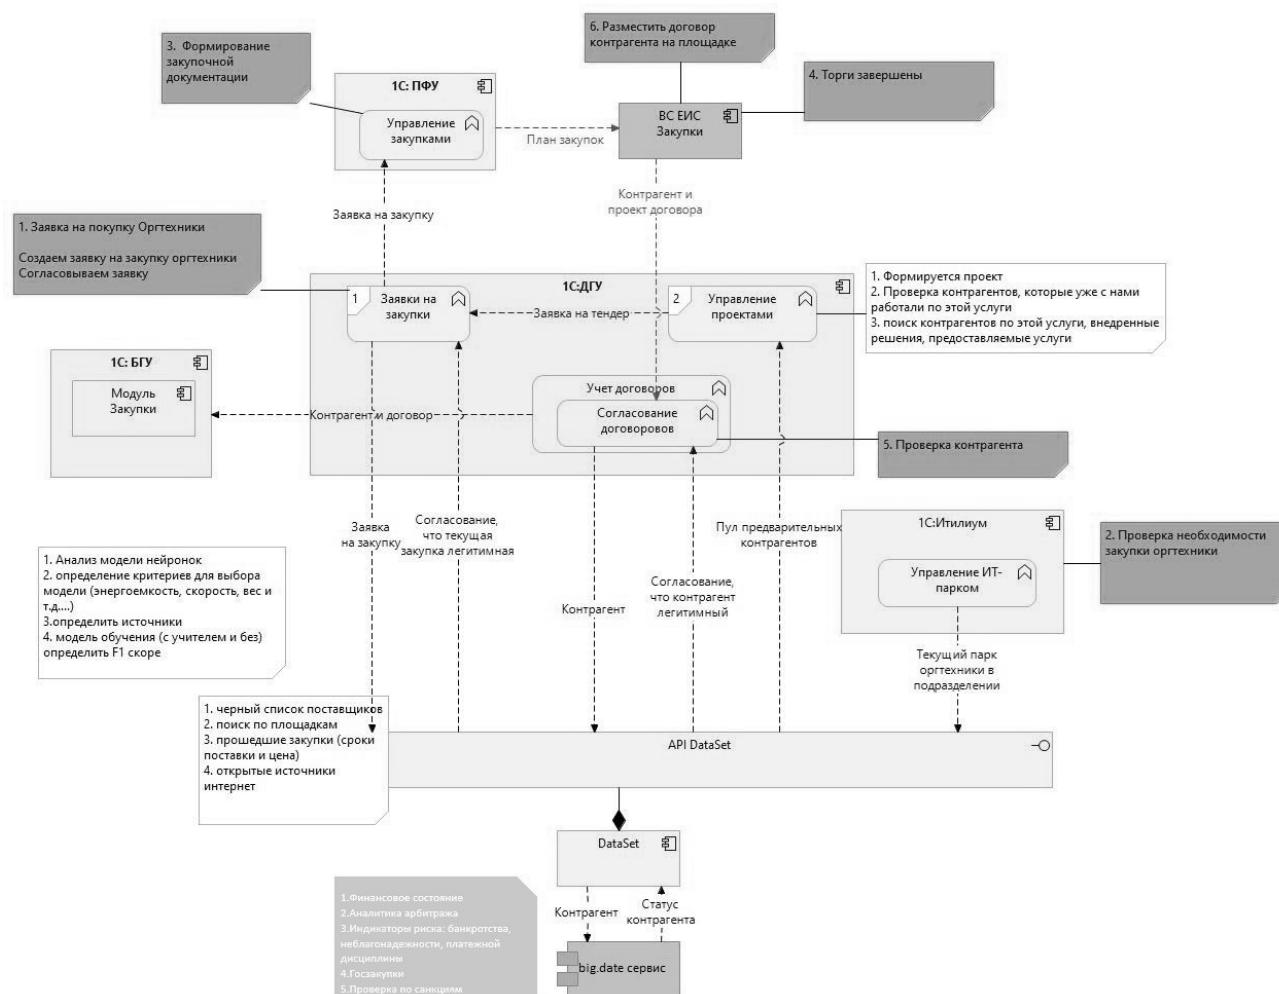 6. Разместить договор
контрагента на площадке
3.  Формирование
закупочной
документации
4. Торги завершены
1С: ПФУ
Управление
закупками
План закупок
ВС ЕИС
Закупки
Контрагент и
проект договора
Заявка на закупку
1. Заявка на покупку Оргтехники
Создаем заявку на закупку оргтехники
Согласовываем заявку
1С:ДГУ
1
Заявки на
закупки
Заявка на тендер
2
Управление
проектами
1. Формируется проект
2. Проверка контрагентов, которые уже с нами
работали по этой услуги
3. поиск контрагентов по этой услуги, внедренные
решения, предоставляемые услуги
1С: БГУ
Модуль
Закупки
Контрагент и договор
Учет договоров
Согласование
договоровов
5. Проверка контрагента
Заявка
на закупку
Согласование,
что текущая
закупка легитимная
Пул предварительных
контрагентов
1С:Итилиум
Управление ИТ-
парком
2. Проверка необходимости
закупки оргтехники
1. Анализ модели нейронок
2. определение критериев для выбора
модели (энергоемкость, скорость, вес и
т.д....)
3.определить источники
4. модель обучения (с учителем и без)
определить F1 скоре
Контрагент
Согласование,
что контрагент
легитимный
Текущий парк
оргтехники в
подразделении
1. черный список поставщиков
2. поиск по площадкам
3. прошедшие закупки (сроки
поставки и цена)
4. открытые источники
интернет
API DataSet
DataSet
Контрагент
Статус
контрагента
big.date сервис
1.Финансовое состояние
2.Аналитика арбитража
3.Индикаторы риска: банкротства,
неблагонадежности, платежной
дисциплины
4.Госзакупки
5.Проверка по санкциям